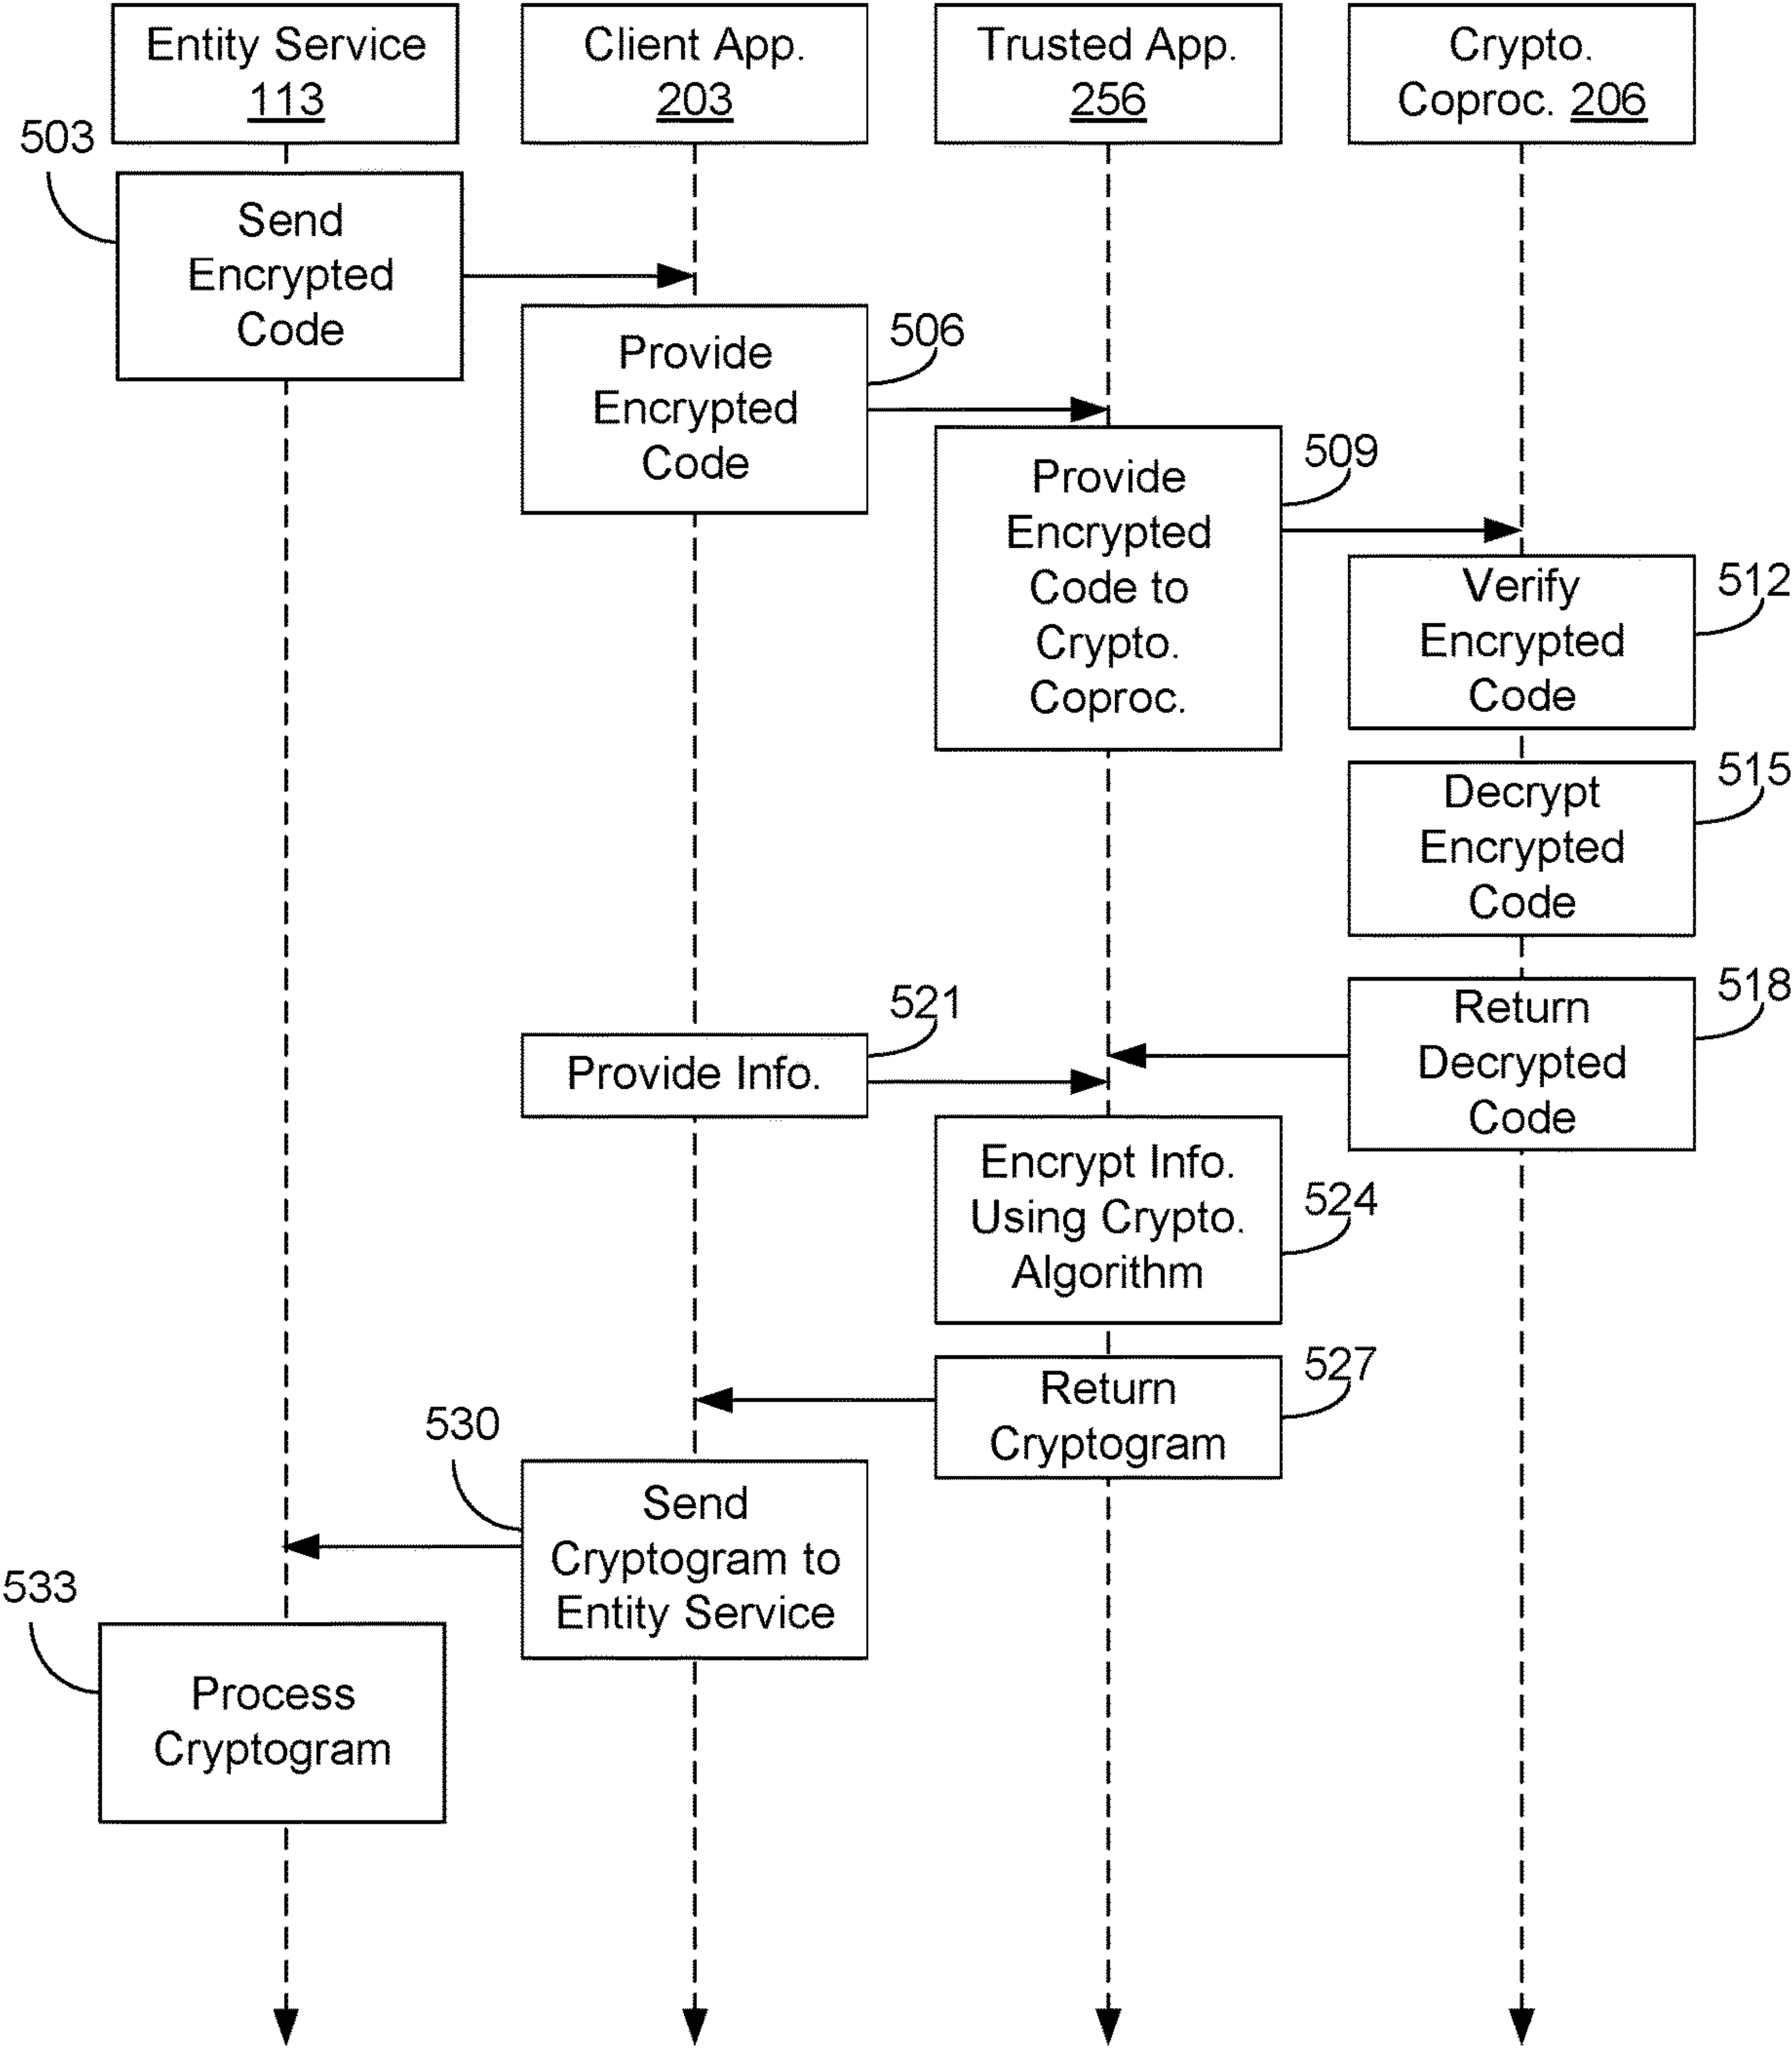 Entity Service
113
Client App.
203
Trusted App.
256
Crypto.
Coproc. 206
503
Send
Encrypted
Code
506
Provide
Encrypted
Code
509
Provide
Encrypted
Code to
Crypto.
Coproc.
512
Verify
Encrypted
Code
515
Decrypt
Encrypted
Code
518
Return
Decrypted
Code
521
Provide Info.
524
Encrypt Info.
Using Crypto.
Algorithm
527
Return
Cryptogram
530
Send
Cryptogram to
Entity Service
533
Process
Cryptogram